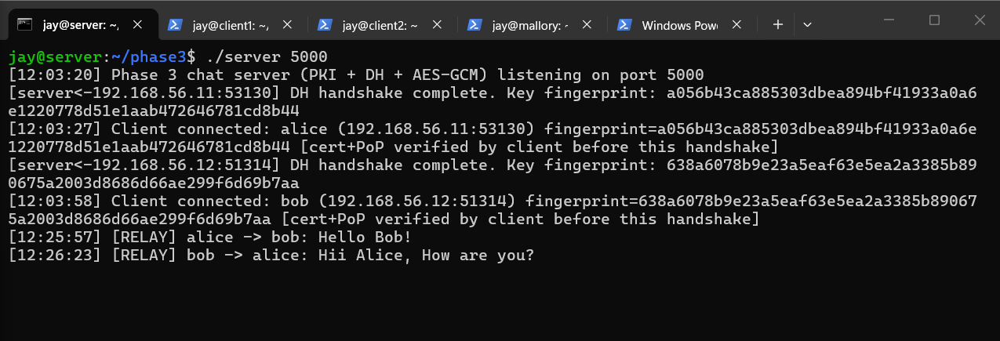 jay@server: ~/
jay@client1: ~/
jay@client2: ~
jay@mallory: ~
Windows Pow
jay@server:~/phase3$ ./server 5000
[12:03:20] Phase 3 chat server (PKI + DH + AES-GCM) listening on port 5000
[server<-192.168.56.11:53130] DH handshake complete. Key fingerprint: a056b43ca885303dbea894bf41933a0a6
e1220778d51e1aab472646781cd8b44
[12:03:27] Client connected: alice (192.168.56.11:53130) fingerprint=a056b43ca885303dbea894bf41933a0a6e
1220778d51e1aab472646781cd8b44 [cert+PoP verified by client before this handshake]
[server<-192.168.56.12:51314] DH handshake complete. Key fingerprint: 638a6078b9e23a5eaf63e5ea2a3385b89
0675a2003d8686d66ae299f6d69b7aa
[12:03:58] Client connected: bob (192.168.56.12:51314) fingerprint=638a6078b9e23a5eaf63e5ea2a3385b89067
5a2003d8686d66ae299f6d69b7aa [cert+PoP verified by client before this handshake]
[12:25:57] [RELAY] alice -> bob: Hello Bob!
[12:26:23] [RELAY] bob -> alice: Hii Alice, How are you?